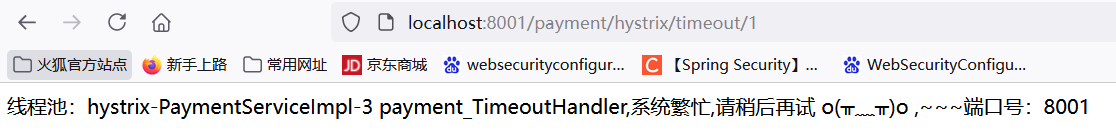 localhost:8001/payment/hystrix/timeout/1
火狐官方站点 新手上路 常用网址 JD 京东商城 websecurityconfigur... C 【Spring Security】... WebSecurityConfigu...
线程池：hystrix-PaymentServiceImpl-3 payment_TimeoutHandler,系统繁忙,请稍后再试 o(╥﹏╥)o ,~~~端口号：8001